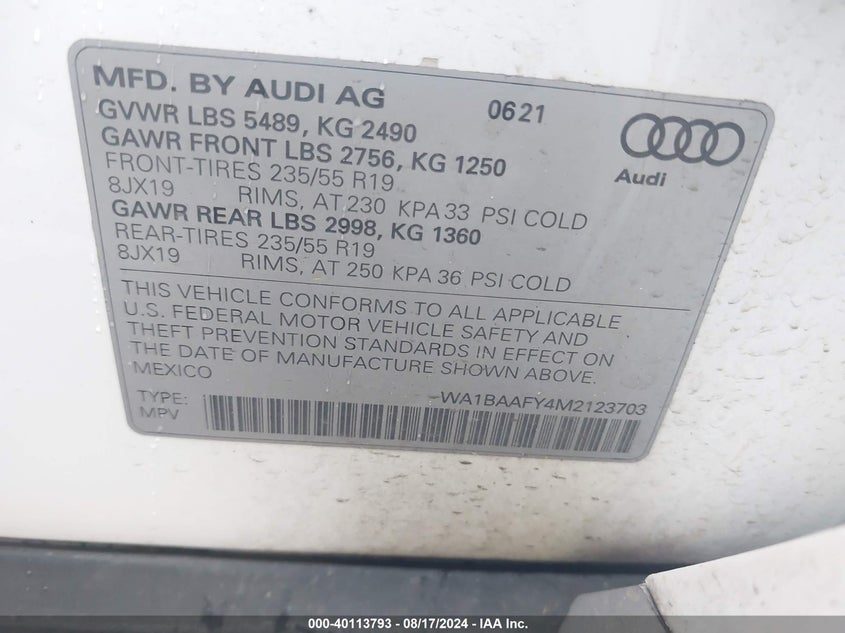 MFD. BY AUDI AG 0621
GVWR LBS 5489, KG 2490
GAWR FRONT LBS 2756, KG 1250
FRONT-TIRES 235/55 R19
8JX19 RIMS, AT 230 KPA 33 PSI COLD
GAWR REAR LBS 2998, KG 1360
REAR-TIRES 235/55 R19
8JX19 RIMS, AT 250 KPA 36 PSI COLD
Audi
THIS VEHICLE CONFORMS TO ALL APPLICABLE
U.S. FEDERAL MOTOR VEHICLE SAFETY AND
THEFT PREVENTION STANDARDS IN EFFECT ON
THE DATE OF MANUFACTURE SHOWN ABOVE.
MEXICO
TYPE: WA1BAAFY4M2123703
MPV
000-40113793 - 08/17/2024 - IAA Inc.